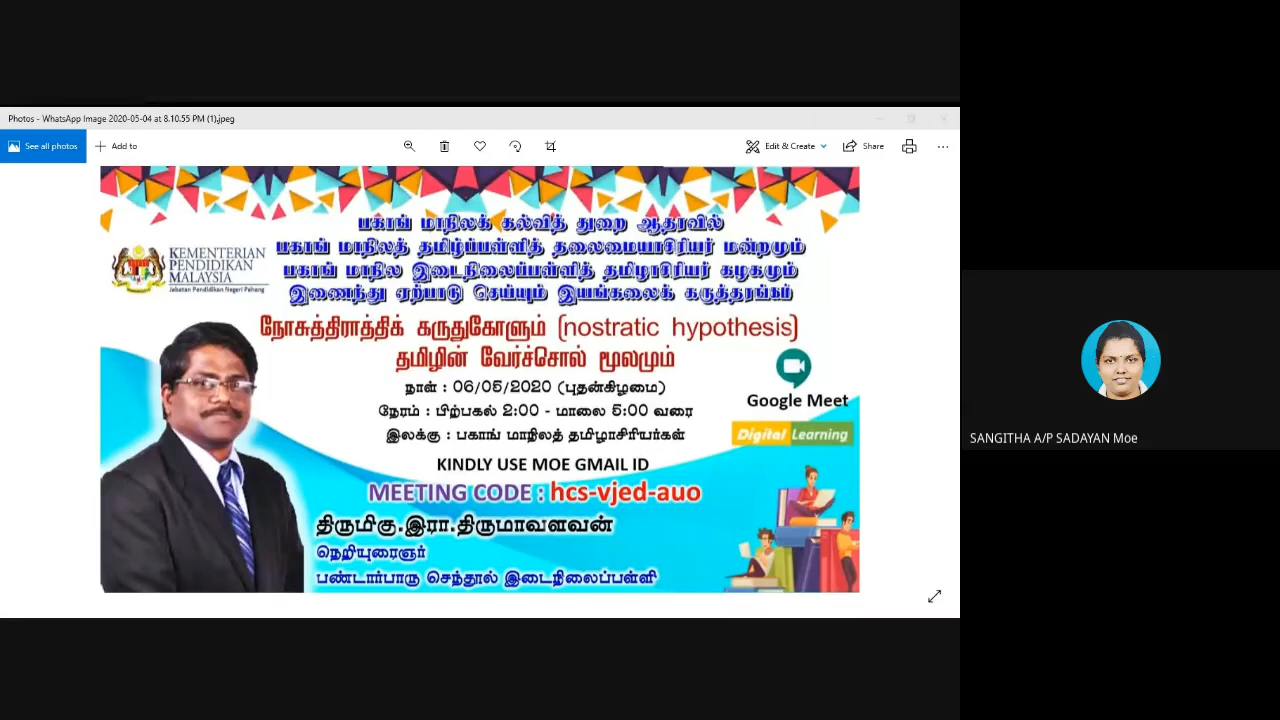 Photos - WhatsApp Image 2020-05-04 at 8.10.55 PM (1).jpeg
See all photos
Add to
Edit & Create
Share
பகாங் மாநிலக் கல்வித் துறை ஆதரவில்
பகாங் மாநிலத் தமிழ்ப்பள்ளித் தலைமையாசிரியர் மன்றமும்
பகாங் மாநில இடைநிலைப்பள்ளித் தமிழாசிரியர் கழகமும்
இணைந்து ஏற்பாடு செய்யும் இயங்கலைக் கருத்தரங்கம்
KEMENTERIAN
PENDIDIKAN
MALAYSIA
Jabatan Pendidikan Negeri Pahang
நோசுத்திராத்திக் கருதுகோளும் (nostratic hypothesis)
தமிழின் வேர்ச்சொல் மூலமும்
நாள் : 06/05/2020 (புதன்கிழமை)
நேரம் : பிற்பகல் 2:00 - மாலை 5:00 வரை
இலக்கு : பகாங் மாநிலத் தமிழாசிரியர்கள்
Google Meet
Digital Learning
KINDLY USE MOE GMAIL ID
MEETING CODE : hcs-vjed-auo
திருமிகு.இரா.திருமாவளவன்
நெறியுரைஞர்
பண்டார்பாரு செந்தூல் இடைநிலைப்பள்ளி
SANGITHA A/P SADAYAN Moe